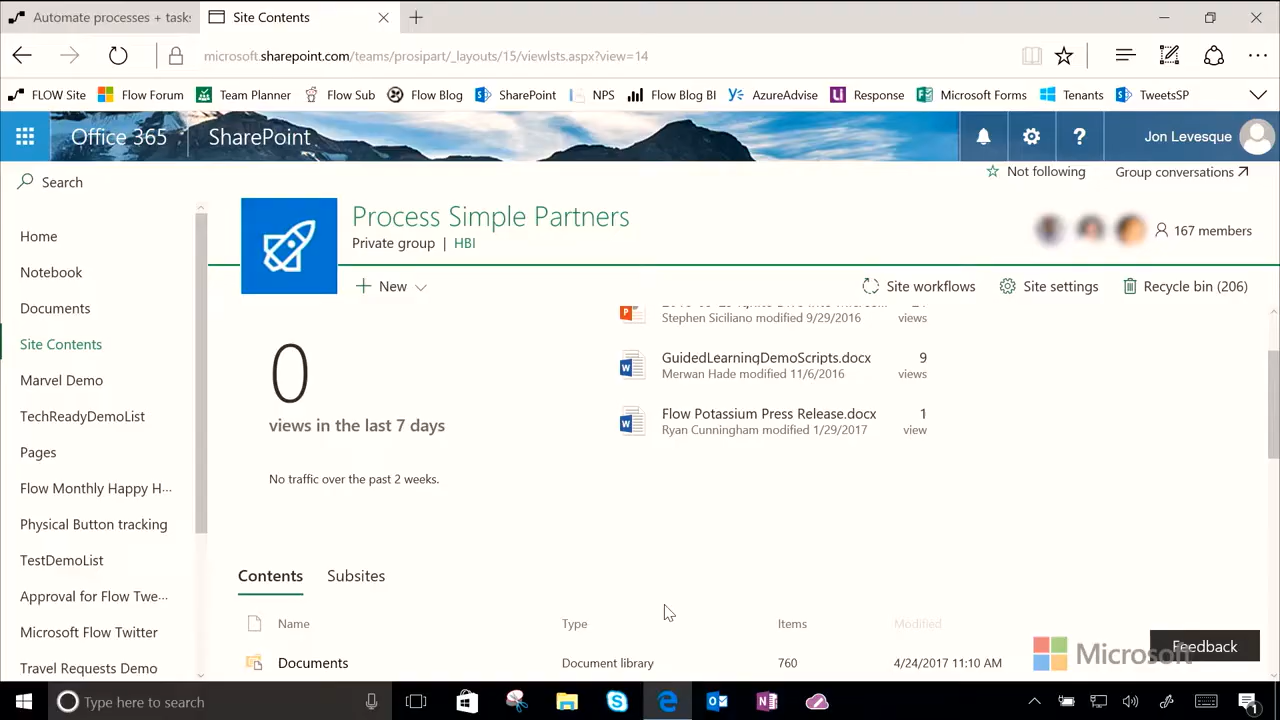 Automate processes + tasks
Site Contents
microsoft.sharepoint.com/teams/prosipart/_layouts/15/viewlsts.aspx?view=14
FLOW Site
Flow Forum
Team Planner
Flow Sub
Flow Blog
SharePoint
NPS
Flow Blog BI
AzureAdvise
Response
Microsoft Forms
Tenants
TweetsSP
Office 365
SharePoint
Jon Levesque
Search
Not following
Group conversations
Process Simple Partners
Private group | HBI
167 members
New
Site workflows
Site settings
Recycle bin (206)
Home
Notebook
Documents
Site Contents
Marvel Demo
TechReadyDemoList
Pages
Flow Monthly Happy H...
Physical Button tracking
TestDemoList
Approval for Flow Twe...
Microsoft Flow Twitter
Travel Requests Demo
0
views in the last 7 days
No traffic over the past 2 weeks.
Stephen Siciliano modified 9/29/2016
views
GuidedLearningDemoScripts.docx
9
Merwan Hade modified 11/6/2016
views
Flow Potassium Press Release.docx
1
Ryan Cunningham modified 1/29/2017
view
Contents
Subsites
Name
Type
Items
Modified
Documents
Document library
760
4/24/2017 11:10 AM
Microsoft
Feedback
Type here to search
1